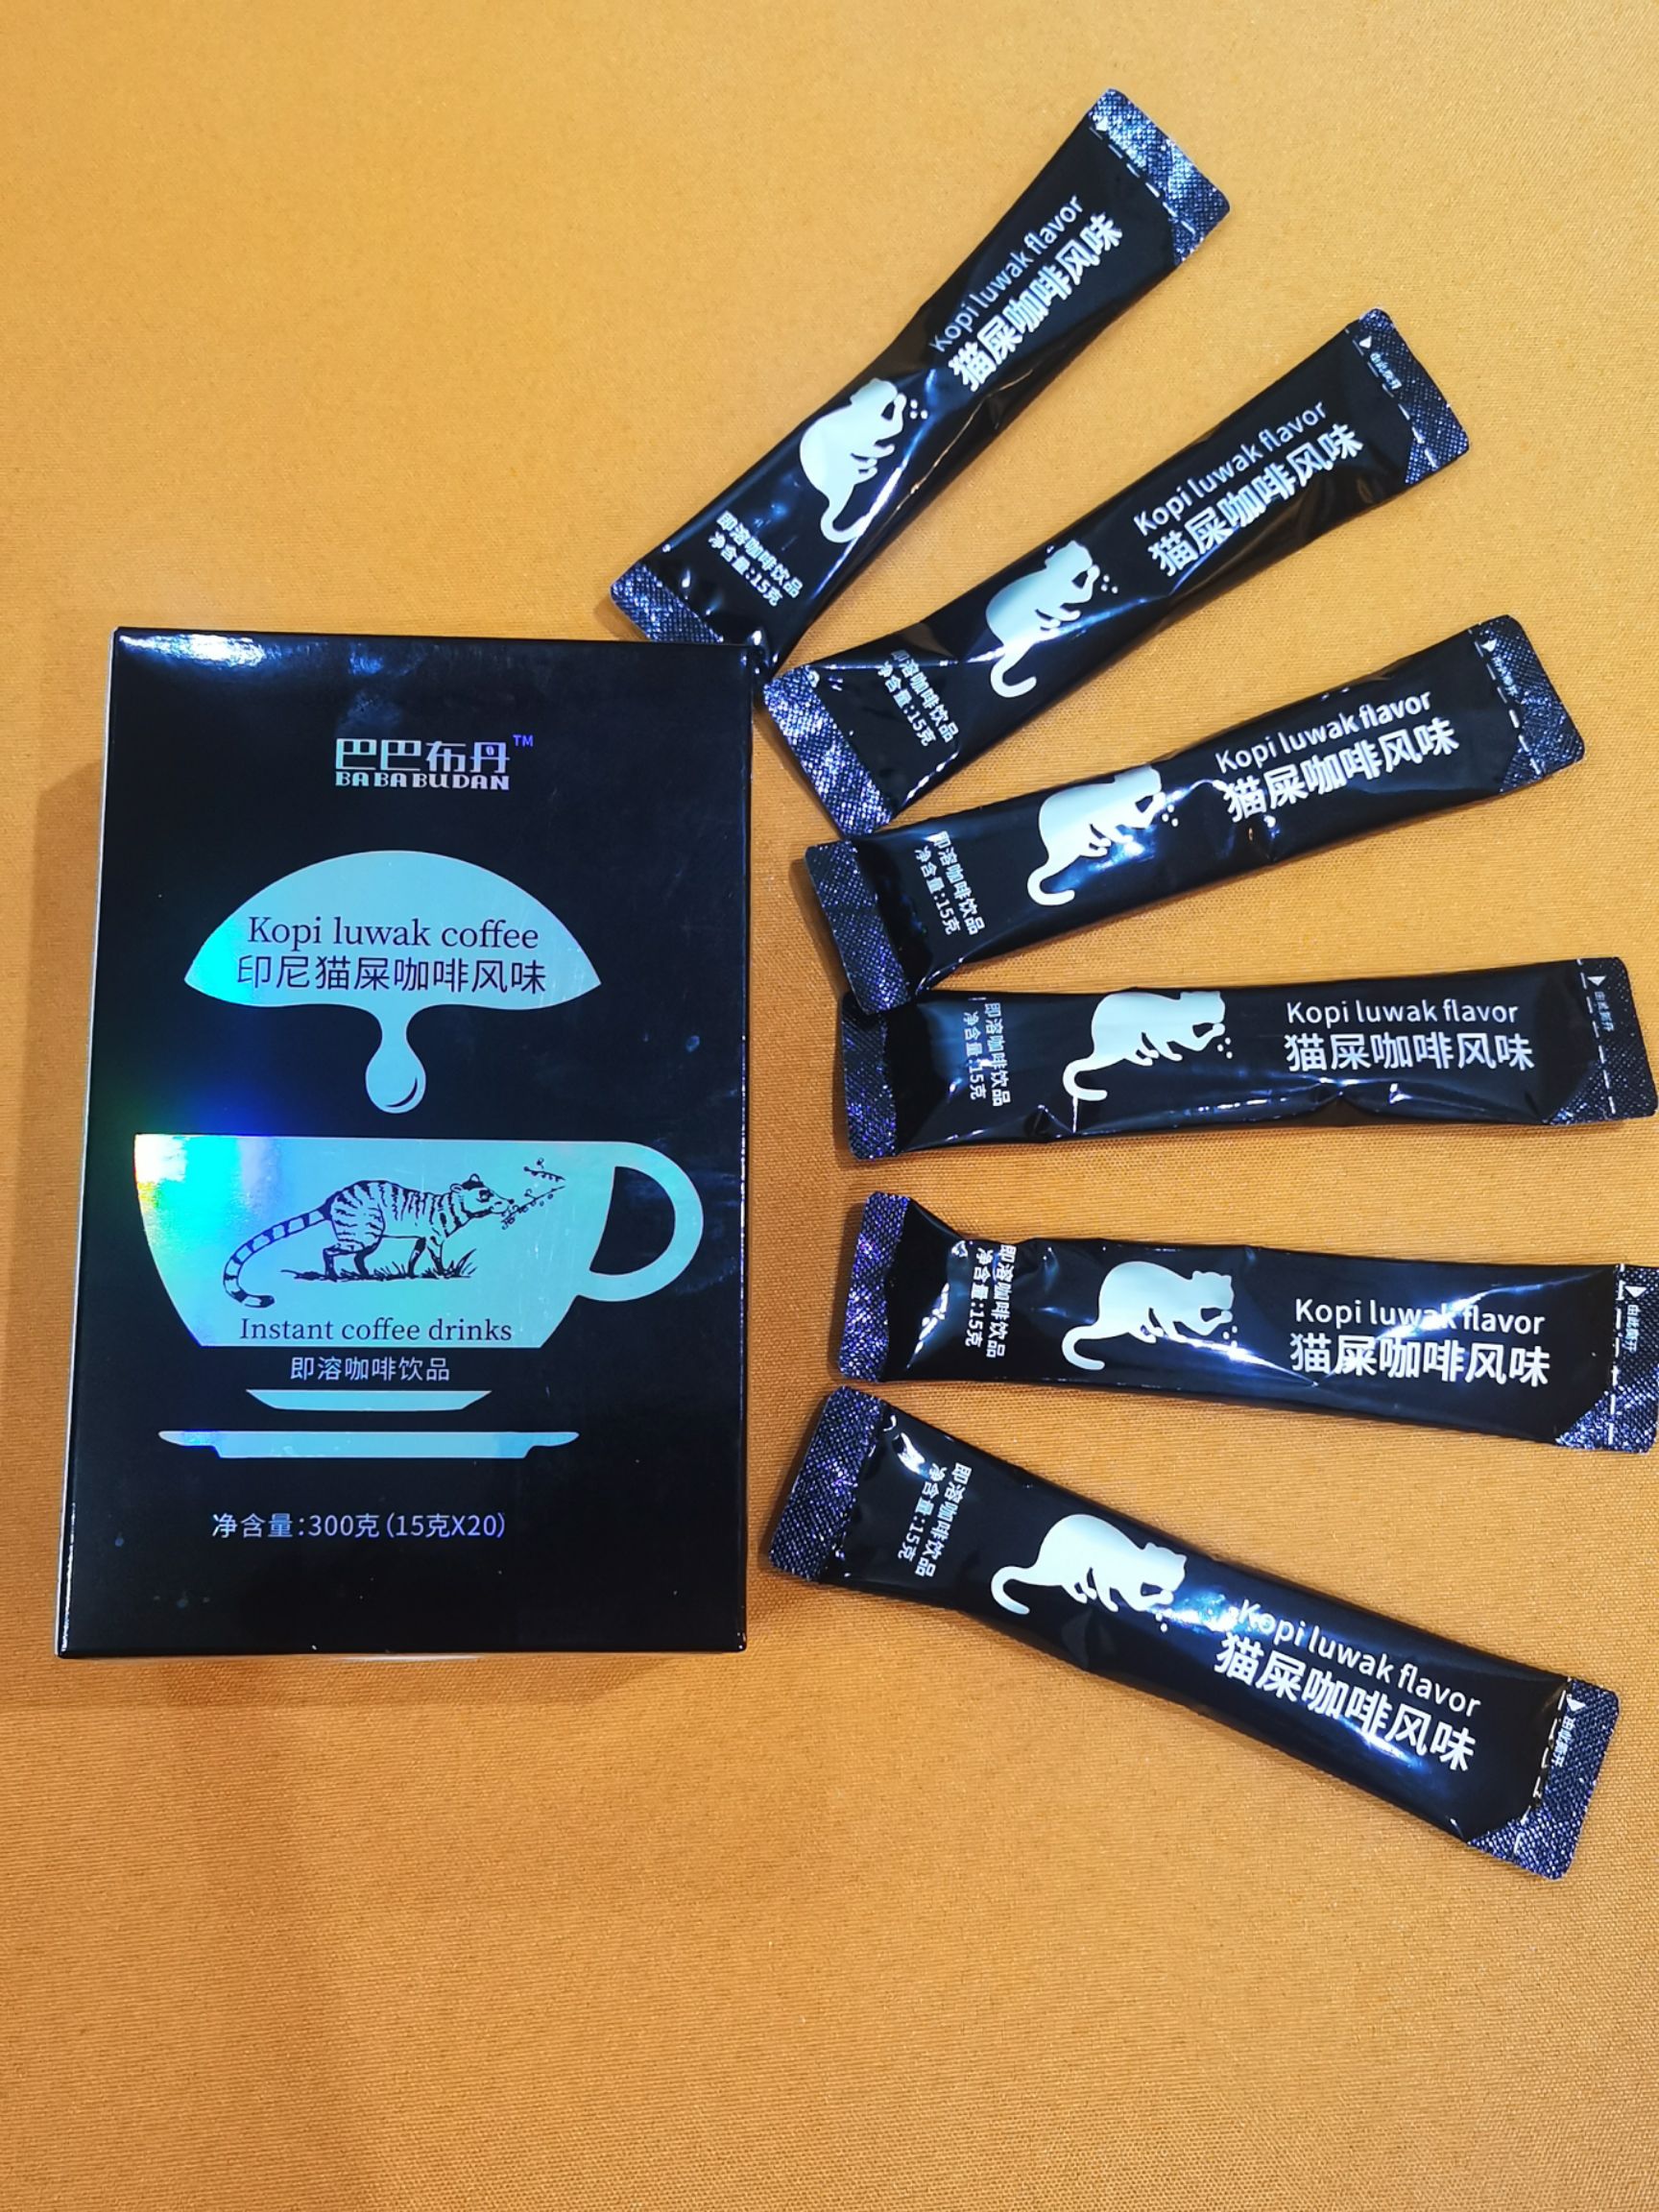 巴巴布丹™
BABABUDAN
Kopi luwak coffee
印尼猫屎咖啡风味
Instant coffee drinks
即溶咖啡饮品
净含量:300克(15克X20)
Kopi luwak flavor
猫屎咖啡风味
即溶咖啡饮品
净含量:15克
Kopi luwak flavor
猫屎咖啡风味
即溶咖啡饮品
净含量:15克
Kopi luwak flavor
猫屎咖啡风味
即溶咖啡饮品
净含量:15克
Kopi luwak flavor
猫屎咖啡风味
即溶咖啡饮品
净含量:15克
Kopi luwak flavor
猫屎咖啡风味
即溶咖啡饮品
净含量:15克
Kopi luwak flavor
猫屎咖啡风味
即溶咖啡饮品
净含量:15克